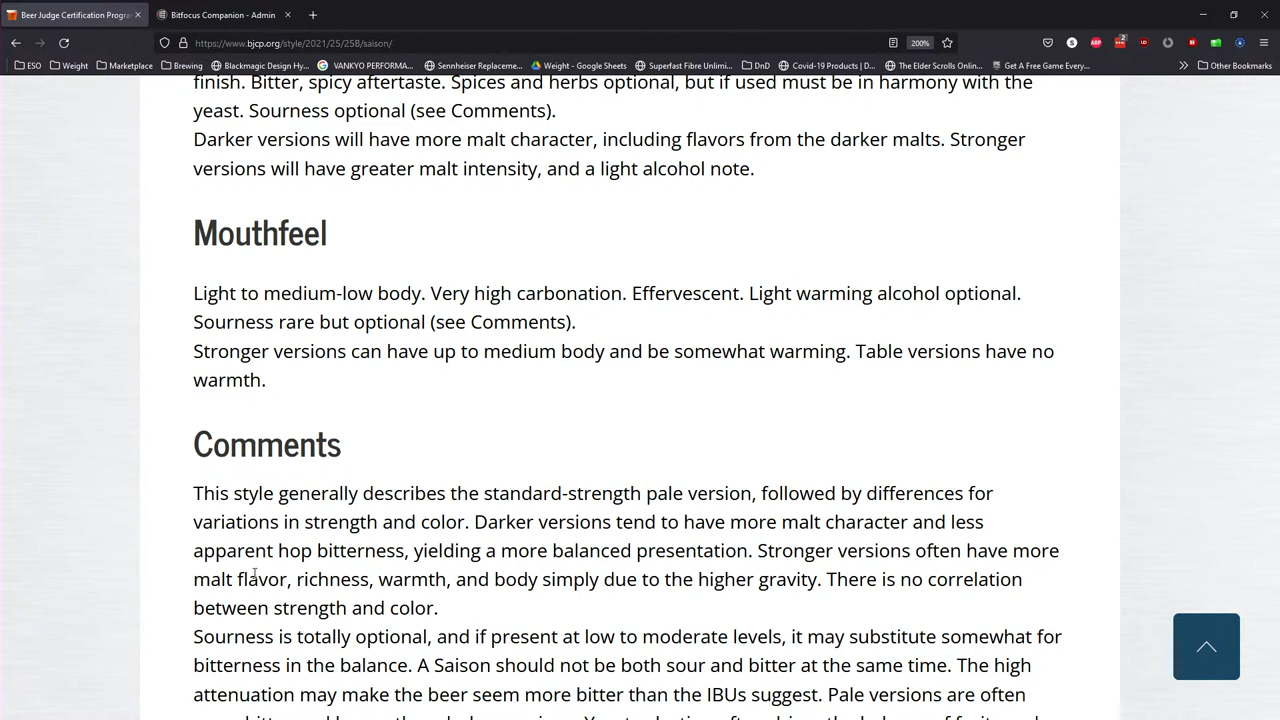 Beer Judge Certification Progra
Bitfocus Companion - Admin
https://www.bjcp.org/style/2021/25/25B/saison/
200%
2
ESO
Weight
Marketplace
Brewing
Blackmagic Design Hy...
VANKYO PERFORMA...
Sennheiser Replaceme...
Weight - Google Sheets
Superfast Fibre Unlimi...
DnD
Covid-19 Products | D...
The Elder Scrolls Onlin...
Get A Free Game Every...
Other Bookmarks
finish. Bitter, spicy aftertaste. Spices and herbs optional, but if used must be in harmony with the
yeast. Sourness optional (see Comments).
Darker versions will have more malt character, including flavors from the darker malts. Stronger
versions will have greater malt intensity, and a light alcohol note.
Mouthfeel
Light to medium-low body. Very high carbonation. Effervescent. Light warming alcohol optional.
Sourness rare but optional (see Comments).
Stronger versions can have up to medium body and be somewhat warming. Table versions have no
warmth.
Comments
This style generally describes the standard-strength pale version, followed by differences for
variations in strength and color. Darker versions tend to have more malt character and less
apparent hop bitterness, yielding a more balanced presentation. Stronger versions often have more
malt flavor, richness, warmth, and body simply due to the higher gravity. There is no correlation
between strength and color.
Sourness is totally optional, and if present at low to moderate levels, it may substitute somewhat for
bitterness in the balance. A Saison should not be both sour and bitter at the same time. The high
attenuation may make the beer seem more bitter than the IBUs suggest. Pale versions are often